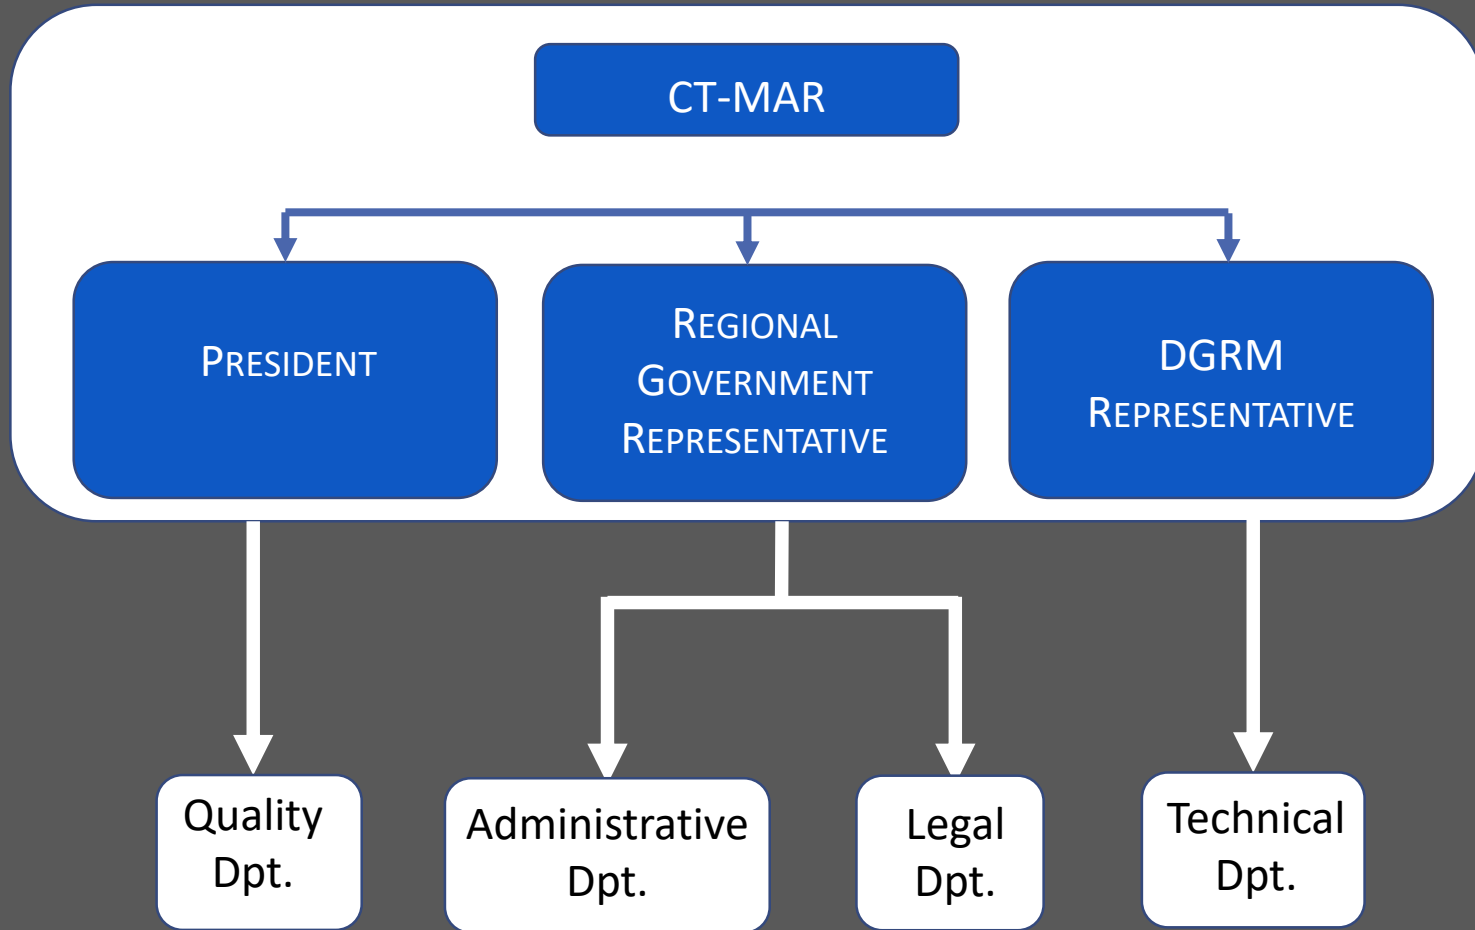 CT-MAR
PRESIDENT
REGIONAL
GOVERNMENT
REPRESENTATIVE
DGRM
REPRESENTATIVE
Quality
Dpt.
Administrative
Dpt.
Legal
Dpt.
Technical
Dpt.